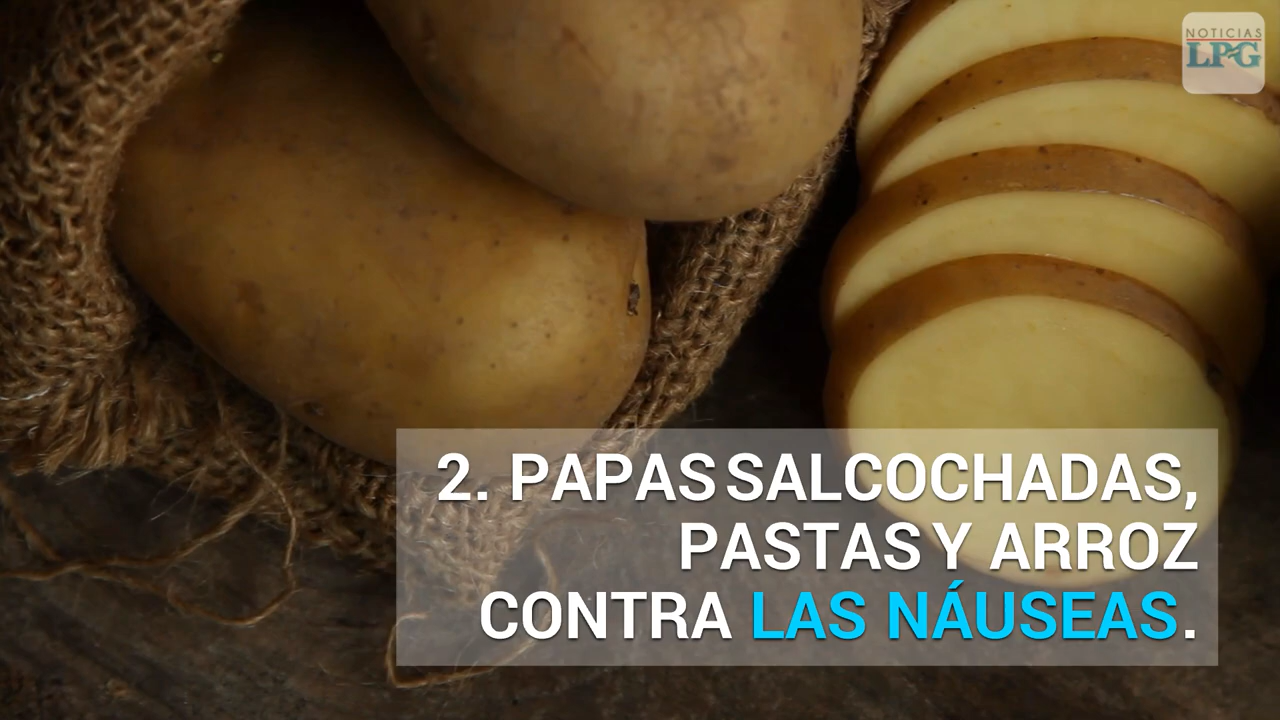 NOTICIAS
LPG
2. PAPAS SALCOCHADAS,
PASTAS Y ARROZ
CONTRA LAS NÁUSEAS.